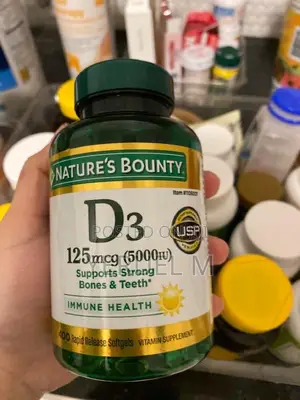 NATURE'S BOUNTY
D3
125 mcg (5000 IU)
Supports Strong
Bones & Teeth*
IMMUNE HEALTH
USP
400 Rapid Release Softgels
VITAMIN SUPPLEMENT